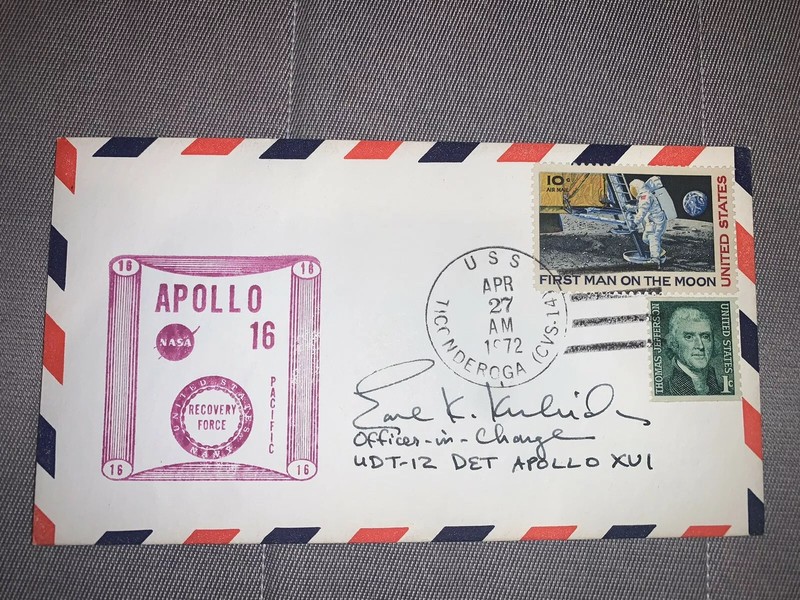 16 16
APOLLO
16
NASA
PACIFIC
UNITED STATES NAVY
RECOVERY
FORCE
16 16
USS
TICONDEROGA (CVS-14)
APR
27
AM
1972
10¢
AIR MAIL
UNITED STATES
FIRST MAN ON THE MOON
THOMAS JEFFERSON
UNITED STATES
1¢
Earl K.
Officer-in-Charge
UDT-12 DET APOLLO XVI